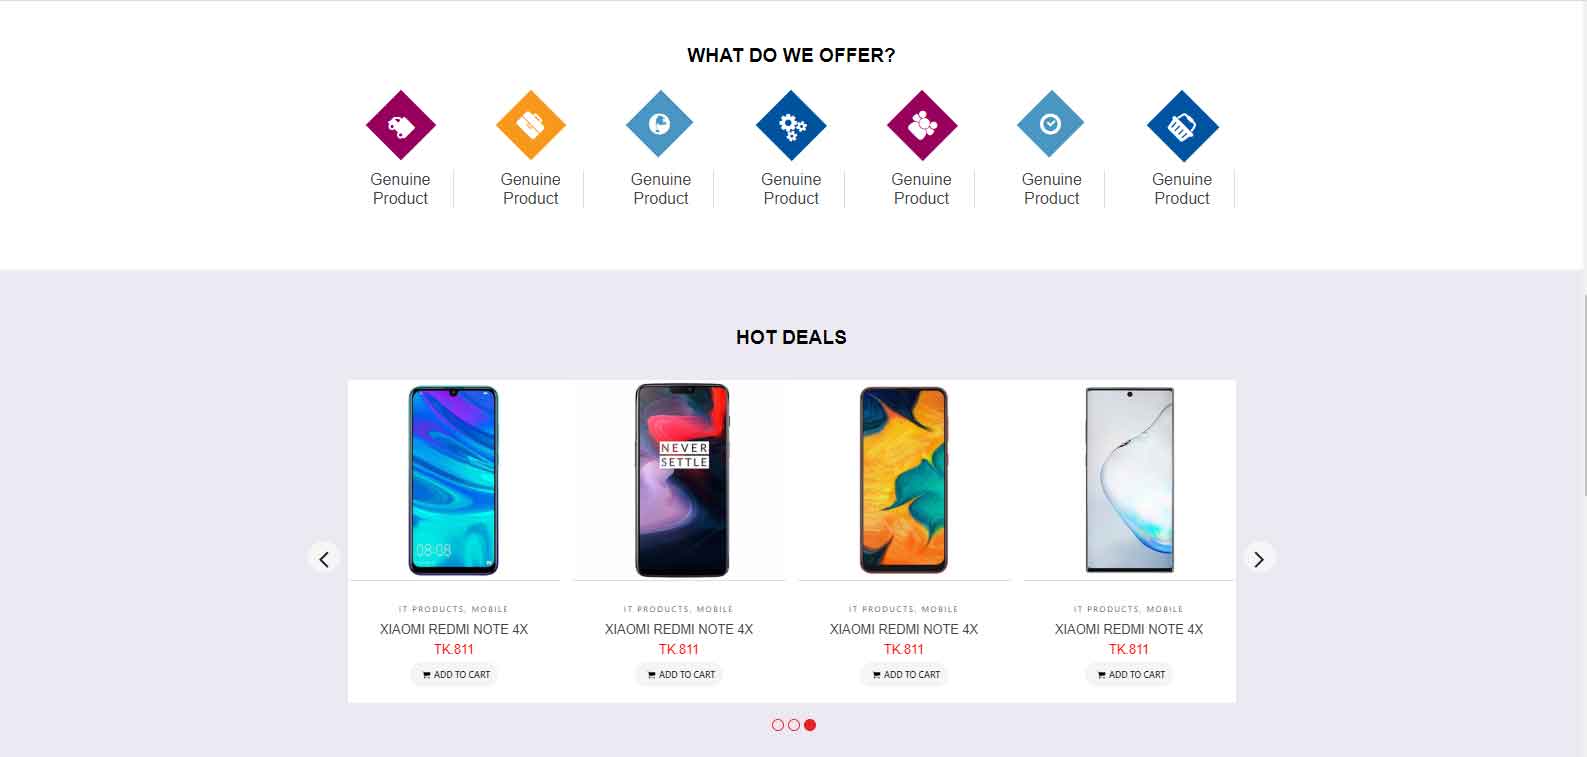 WHAT DO WE OFFER?
Genuine Genuine Genuine Genuine Genuine Genuine Genuine
Product Product Product Product Product Product Product
HOT DEALS
NEVER
SETTLE
08:08
IT PRODUCTS, MOBILE IT PRODUCTS, MOBILE IT PRODUCTS, MOBILE IT PRODUCTS, MOBILE
XIAOMI REDMI NOTE 4X XIAOMI REDMI NOTE 4X XIAOMI REDMI NOTE 4X XIAOMI REDMI NOTE 4X
TK.811 TK.811 TK.811 TK.811
ADD TO CART ADD TO CART ADD TO CART ADD TO CART